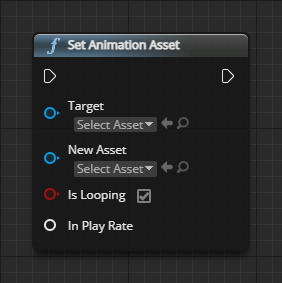 Set Animation Asset
Target
Select Asset
New Asset
Select Asset
Is Looping
In Play Rate